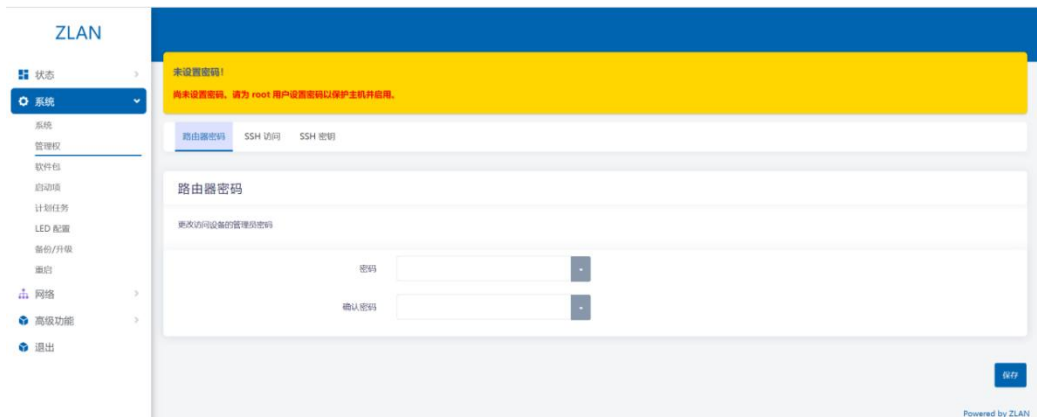 ZLAN
状态
系统
系统
管理权
软件包
启动项
计划任务
LED 配置
备份/升级
重启
网络
高级功能
退出
未设置密码！
尚未设置密码。请为 root 用户设置密码以保护主机并启用。
路由器密码 SSH 访问 SSH 密钥
路由器密码
更改访问设备的管理员密码
密码
确认密码
保存
Powered by ZLAN